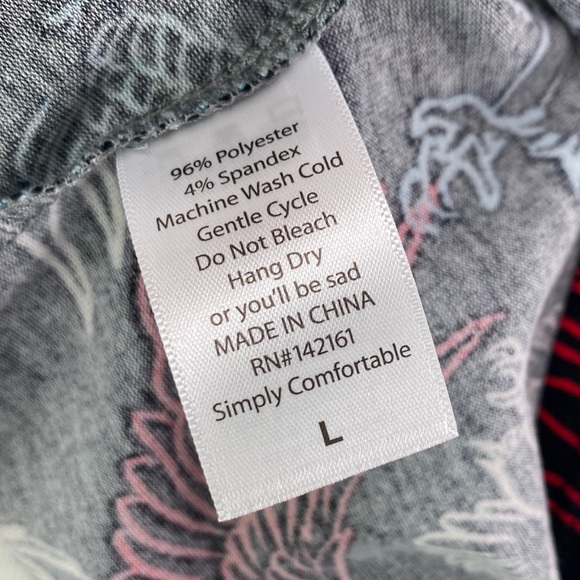 96% Polyester
4% Spandex
Machine Wash Cold
Gentle Cycle
Do Not Bleach
Hang Dry
or you'll be sad
MADE IN CHINA
RN#142161
Simply Comfortable
L